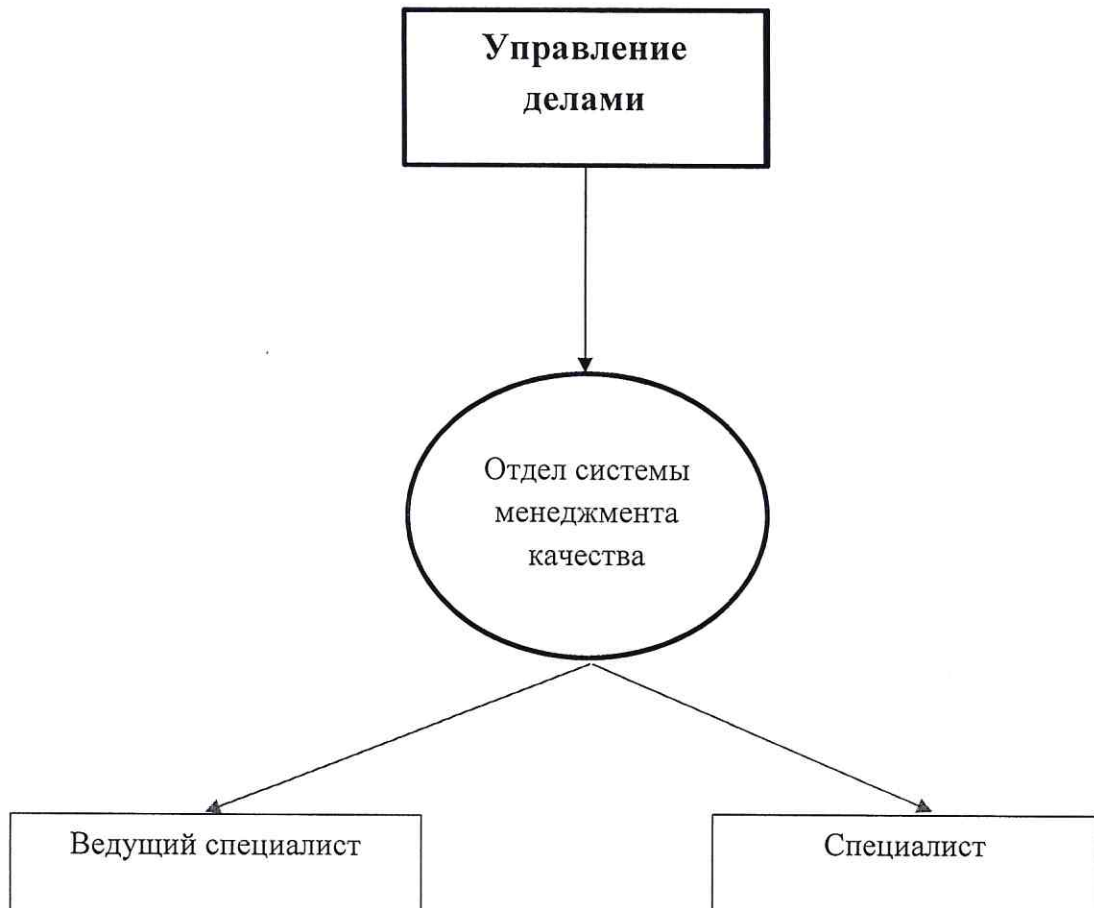 Управление
делами
Отдел системы
менеджмента
качества
Ведущий специалист
Специалист